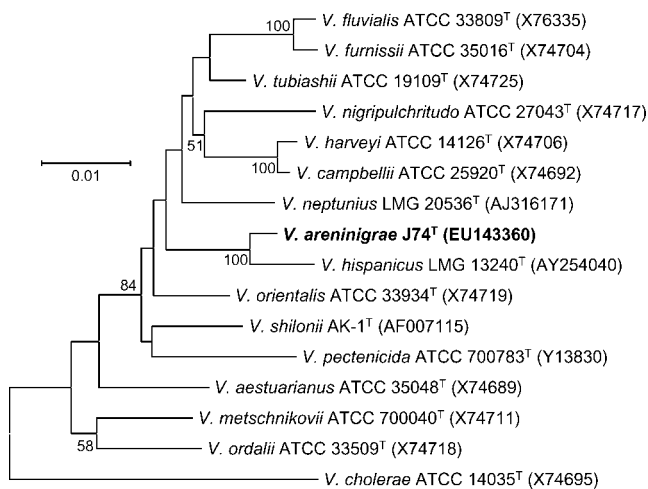 100
V. fluvialis ATCC 33809ᵀ (X76335)
V. furnissii ATCC 35016ᵀ (X74704)
V. tubiashii ATCC 19109ᵀ (X74725)
V. nigripulchritudo ATCC 27043ᵀ (X74717)
51
V. harveyi ATCC 14126ᵀ (X74706)
100
V. campbellii ATCC 25920ᵀ (X74692)
0.01
V. neptunius LMG 20536ᵀ (AJ316171)
V. areninigrae J74ᵀ (EU143360)
100
V. hispanicus LMG 13240ᵀ (AY254040)
84
V. orientalis ATCC 33934ᵀ (X74719)
V. shilonii AK-1ᵀ (AF007115)
V. pectenicida ATCC 700783ᵀ (Y13830)
V. aestuarianus ATCC 35048ᵀ (X74689)
V. metschnikovii ATCC 700040ᵀ (X74711)
58
V. ordalii ATCC 33509ᵀ (X74718)
V. cholerae ATCC 14035ᵀ (X74695)